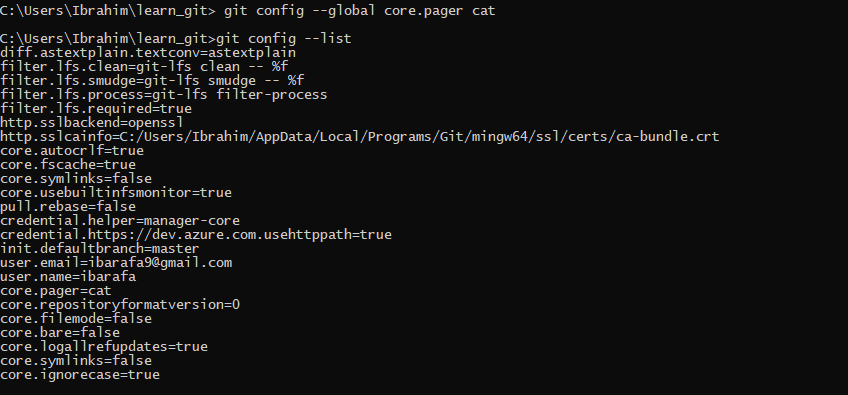 C:\Users\Ibrahim\learn_git> git config --global core.pager cat
C:\Users\Ibrahim\learn_git>git config --list
diff.astextplain.textconv=astextplain
filter.lfs.clean=git-lfs clean -- %f
filter.lfs.smudge=git-lfs smudge -- %f
filter.lfs.process=git-lfs filter-process
filter.lfs.required=true
http.sslbackend=openssl
http.sslcainfo=C:/Users/Ibrahim/AppData/Local/Programs/Git/mingw64/ssl/certs/ca-bundle.crt
core.autocrlf=true
core.fscache=true
core.symlinks=false
core.usebuiltinfsmonitor=true
pull.rebase=false
credential.helper=manager-core
credential.https://dev.azure.com.usehttppath=true
init.defaultbranch=master
user.email=ibarafa9@gmail.com
user.name=ibarafa
core.pager=cat
core.repositoryformatversion=0
core.filemode=false
core.bare=false
core.logallrefupdates=true
core.symlinks=false
core.ignorecase=true